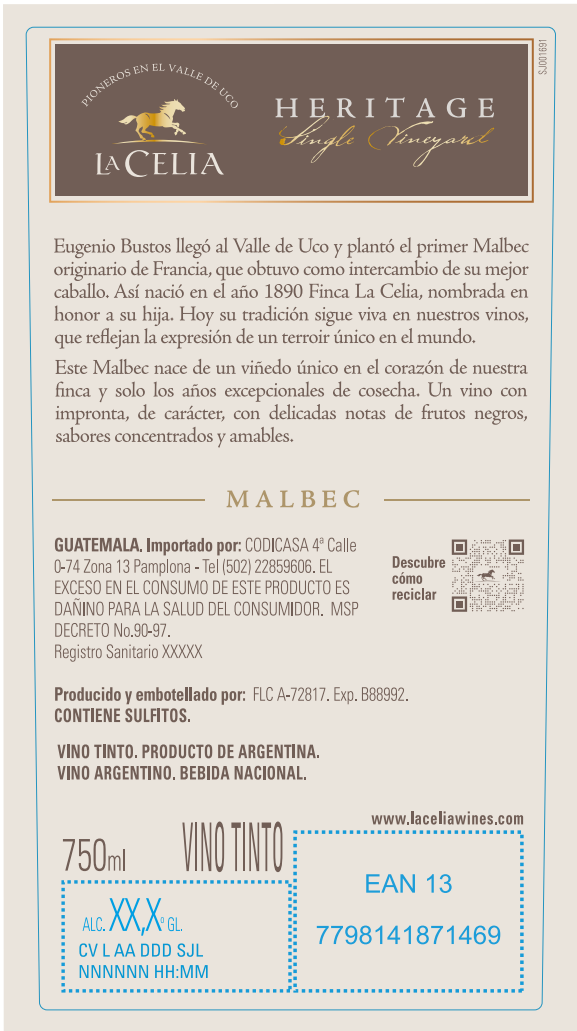 SJ001691
PIONEROS EN EL VALLE DE UCO
LA CELIA
HERITAGE
Single Vineyard
Eugenio Bustos llegó al Valle de Uco y plantó el primer Malbec
originario de Francia, que obtuvo como intercambio de su mejor
caballo. Así nació en el año 1890 Finca La Celia, nombrada en
honor a su hija. Hoy su tradición sigue viva en nuestros vinos,
que reflejan la expresión de un terroir único en el mundo.
Este Malbec nace de un viñedo único en el corazón de nuestra
finca y solo los años excepcionales de cosecha. Un vino con
impronta, de carácter, con delicadas notas de frutos negros,
sabores concentrados y amables.
MALBEC
GUATEMALA. Importado por: CODICASA 4ª Calle
0-74 Zona 13 Pamplona - Tel (502) 22859606. EL
EXCESO EN EL CONSUMO DE ESTE PRODUCTO ES
DAÑINO PARA LA SALUD DEL CONSUMIDOR. MSP
DECRETO No.90-97.
Registro Sanitario XXXXX
Descubre
cómo
reciclar
Producido y embotellado por: FLC A-72817. Exp. B88992.
CONTIENE SULFITOS.
VINO TINTO. PRODUCTO DE ARGENTINA.
VINO ARGENTINO. BEBIDA NACIONAL.
www.laceliawines.com
750ml
VINO TINTO
ALC. XX,Xº GL.
CV L AA DDD SJL
NNNNNN HH:MM
EAN 13
7798141871469